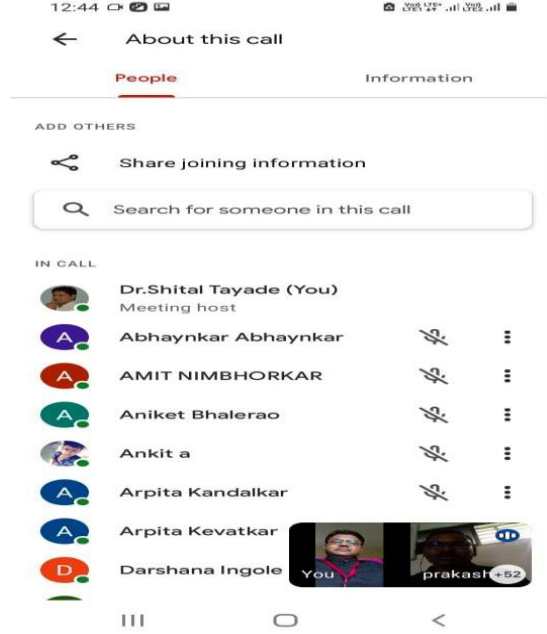 12:44
About this call
People Information
ADD OTHERS
Share joining information
Search for someone in this call
IN CALL
Dr.Shital Tayade (You)
Meeting host
A Abhaynkar Abhaynkar
A AMIT NIMBHORKAR
A Aniket Bhalerao
Ankit a
A Arpita Kandalkar
A Arpita Kevatkar
D Darshana Ingole
You prakash +52